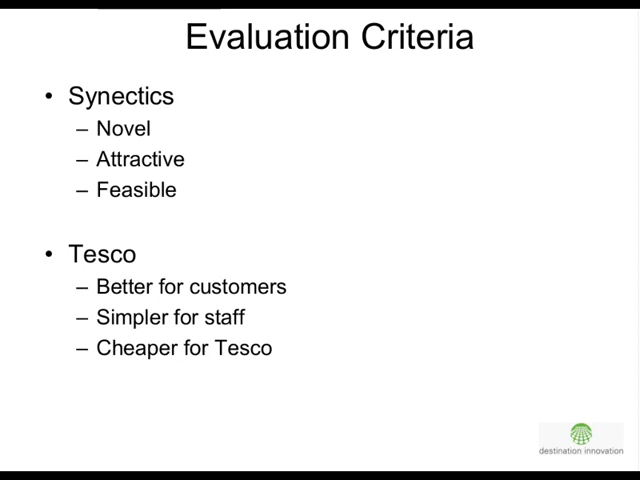 Evaluation Criteria
• Synectics
– Novel
– Attractive
– Feasible
• Tesco
– Better for customers
– Simpler for staff
– Cheaper for Tesco
destination innovation